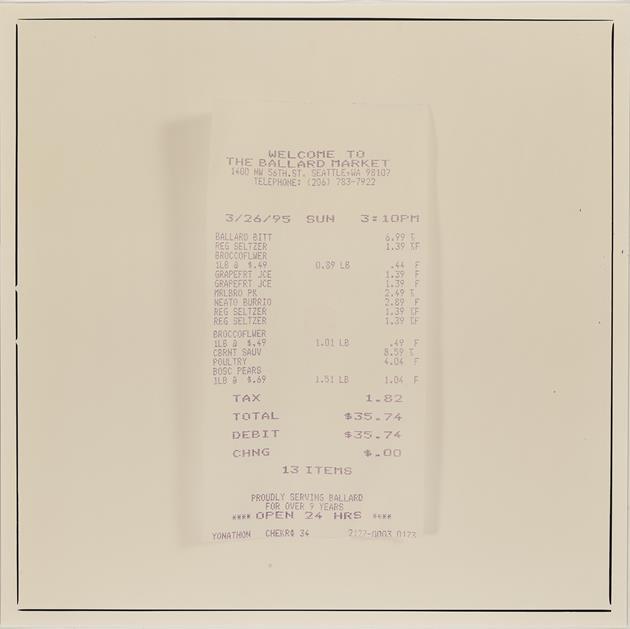 WELCOME TO
THE BALLARD MARKET
1400 NW 56TH.ST. SEATTLE,WA 98107
TELEPHONE: (206) 783-7922
3/26/95 SUN 3:10PM
BALLARD BITT 6.99 T
REG SELTZER 1.39 TF
BROCCOFLWER
1LB @ $.49 0.89 LB .44 F
GRAPEFRT JCE 1.39 F
GRAPEFRT JCE 1.39 F
MRLBRO PK 2.49 T
NEATO BURRIO 2.89 F
REG SELTZER 1.39 TF
REG SELTZER 1.39 TF
BROCCOFLWER
1LB @ $.49 1.01 LB .49 F
CBRNT SAUV 8.59 T
POULTRY 4.04 F
BOSC PEARS
1LB @ $.69 1.51 LB 1.04 F
TAX 1.82
TOTAL $35.74
DEBIT $35.74
CHNG $.00
13 ITEMS
PROUDLY SERVING BALLARD
FOR OVER 9 YEARS
**** OPEN 24 HRS ****
YONATHON CHEKR# 34 2122-0003 0123